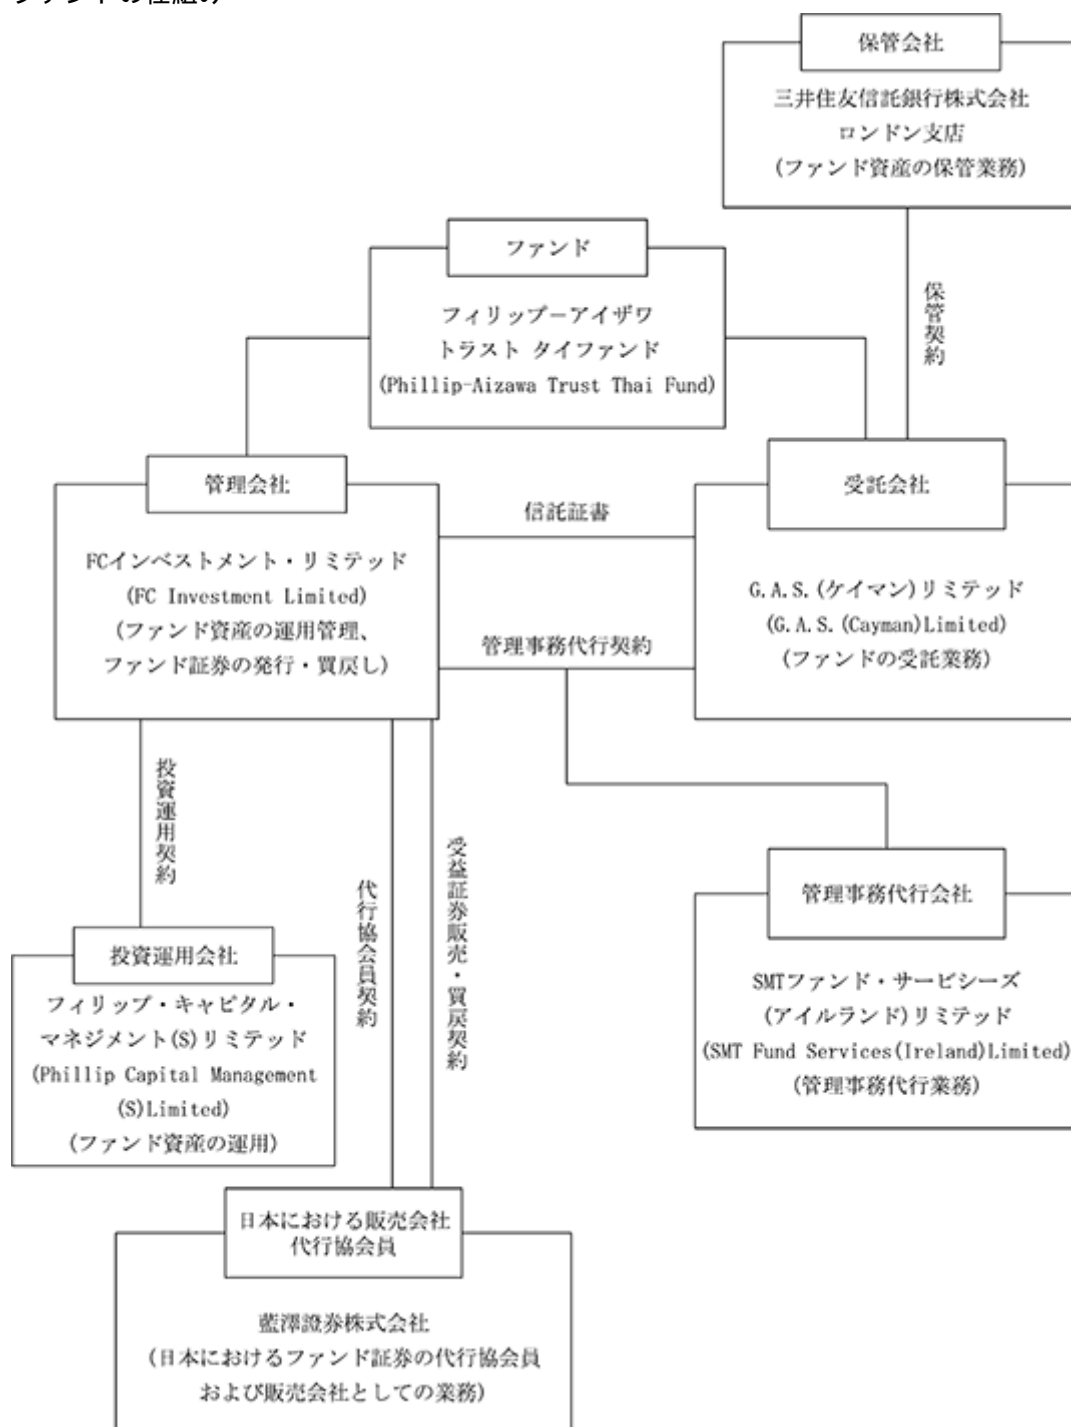 ファンドの仕組み
保管会社
三井住友信託銀行株式会社
ロンドン支店
(ファンド資産の保管業務)
保管契約
ファンド
フィリップ－アイザワ
トラスト タイファンド
(Phillip-Aizawa Trust Thai Fund)
管理会社
FCインベストメント・リミテッド
(FC Investment Limited)
(ファンド資産の運用管理、
ファンド証券の発行・買戻し)
信託証書
管理事務代行契約
受託会社
G.A.S.(ケイマン)リミテッド
(G.A.S.(Cayman)Limited)
(ファンドの受託業務)
投資運用契約
代行協会員契約
受益証券販売・買戻契約
管理事務代行会社
SMTファンド・サービシーズ
(アイルランド)リミテッド
(SMT Fund Services(Ireland)Limited)
(管理事務代行業務)
投資運用会社
フィリップ・キャピタル・
マネジメント(S)リミテッド
(Phillip Capital Management
(S)Limited)
(ファンド資産の運用)
日本における販売会社
代行協会員
藍澤證券株式会社
(日本におけるファンド証券の代行協会員
および販売会社としての業務)